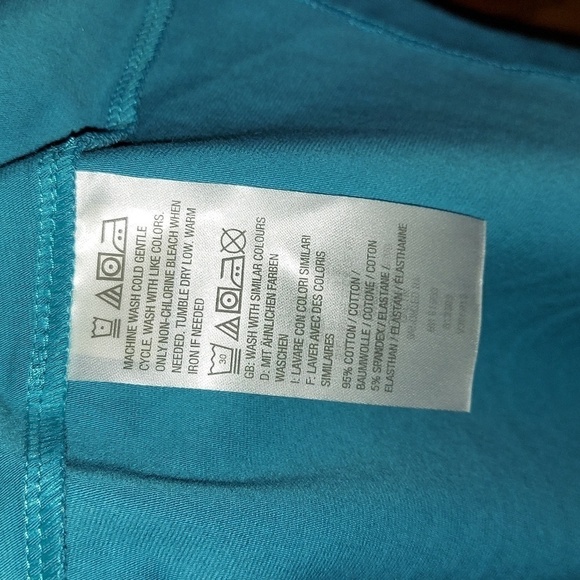 MACHINE WASH COLD GENTLE
CYCLE. WASH WITH LIKE COLORS.
ONLY NON-CHLORINE BLEACH WHEN
NEEDED. TUMBLE DRY LOW. WARM
IRON IF NEEDED
30
GB: WASH WITH SIMILAR COLOURS
D: MIT ÄHNLICHEN FARBEN
WASCHEN
I: LAVARE CON COLORI SIMILARI
F: LAVER AVEC DES COLORIS
SIMILAIRES
95% COTTON / COTTON /
BAUMWOLLE / COTONE / COTON
5% SPANDEX / ELASTANE /
ELASTHAN / ELASTAN / ÉLASTHANNE